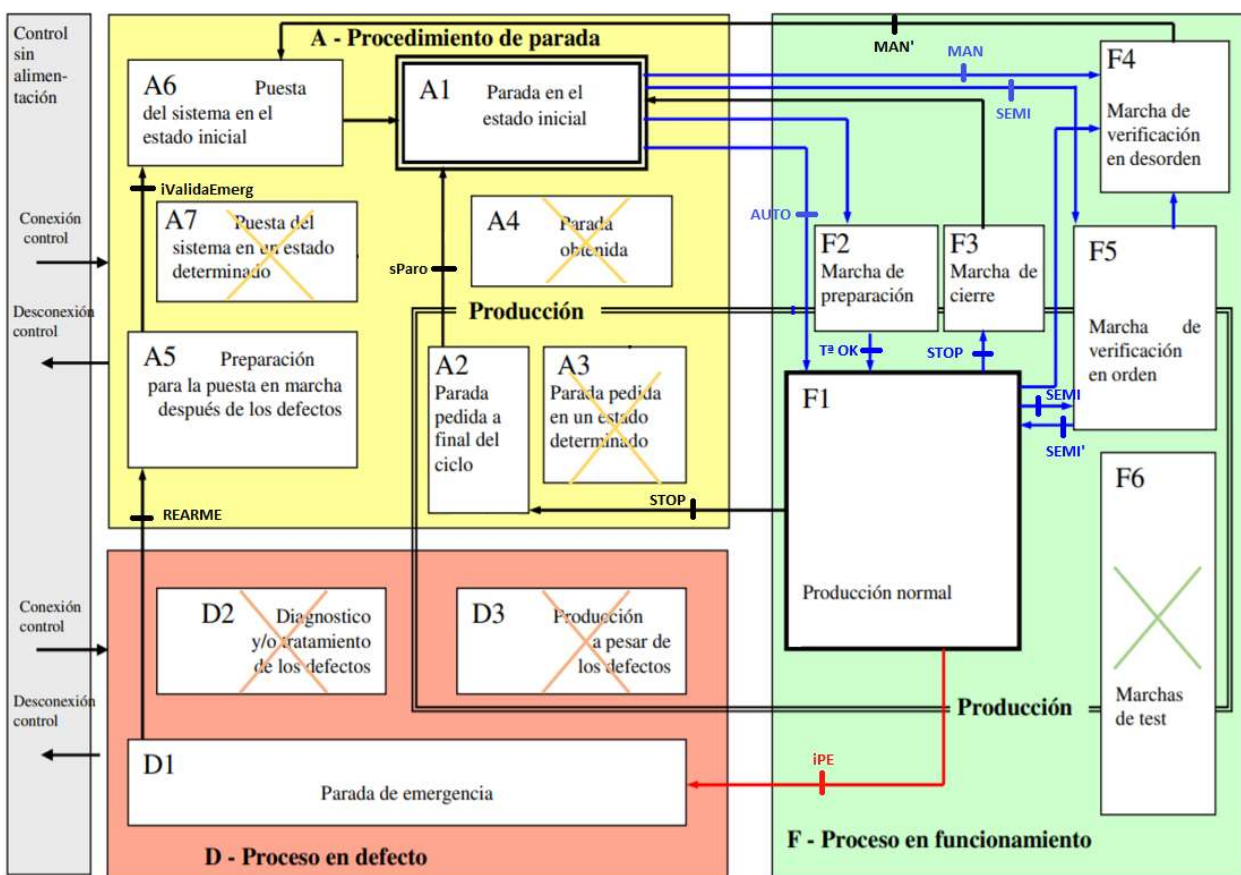 Control
sin
alimen-
tación
Conexión
control
Desconexión
control
Conexión
control
Desconexión
control
A - Procedimiento de parada
A6 Puesta
del sistema en el
estado inicial
A1 Parada en el
estado inicial
iValidaEmerg
A7 Puesta del
sistema en un estado
determinado
A4 Parada
obtenida
sParo
Producción
A5 Preparación
para la puesta en marcha
después de los defectos
A2
Parada
pedida a
final del
ciclo
A3
Parada pedida
en un estado
determinado
REARME
STOP
MAN'
MAN
SEMI
AUTO
F4
Marcha de
verificación
en desorden
F2
Marcha de
preparación
F3
Marcha de
cierre
F5
Marcha de
verificación
en orden
Tª OK
STOP
SEMI
SEMI'
F1
Producción normal
F6
Marchas
de test
Producción
F - Proceso en funcionamiento
D2 Diagnostico
y/o tratamiento
de los defectos
D3 Producción
a pesar de
los defectos
D1
Parada de emergencia
iPE
D - Proceso en defecto